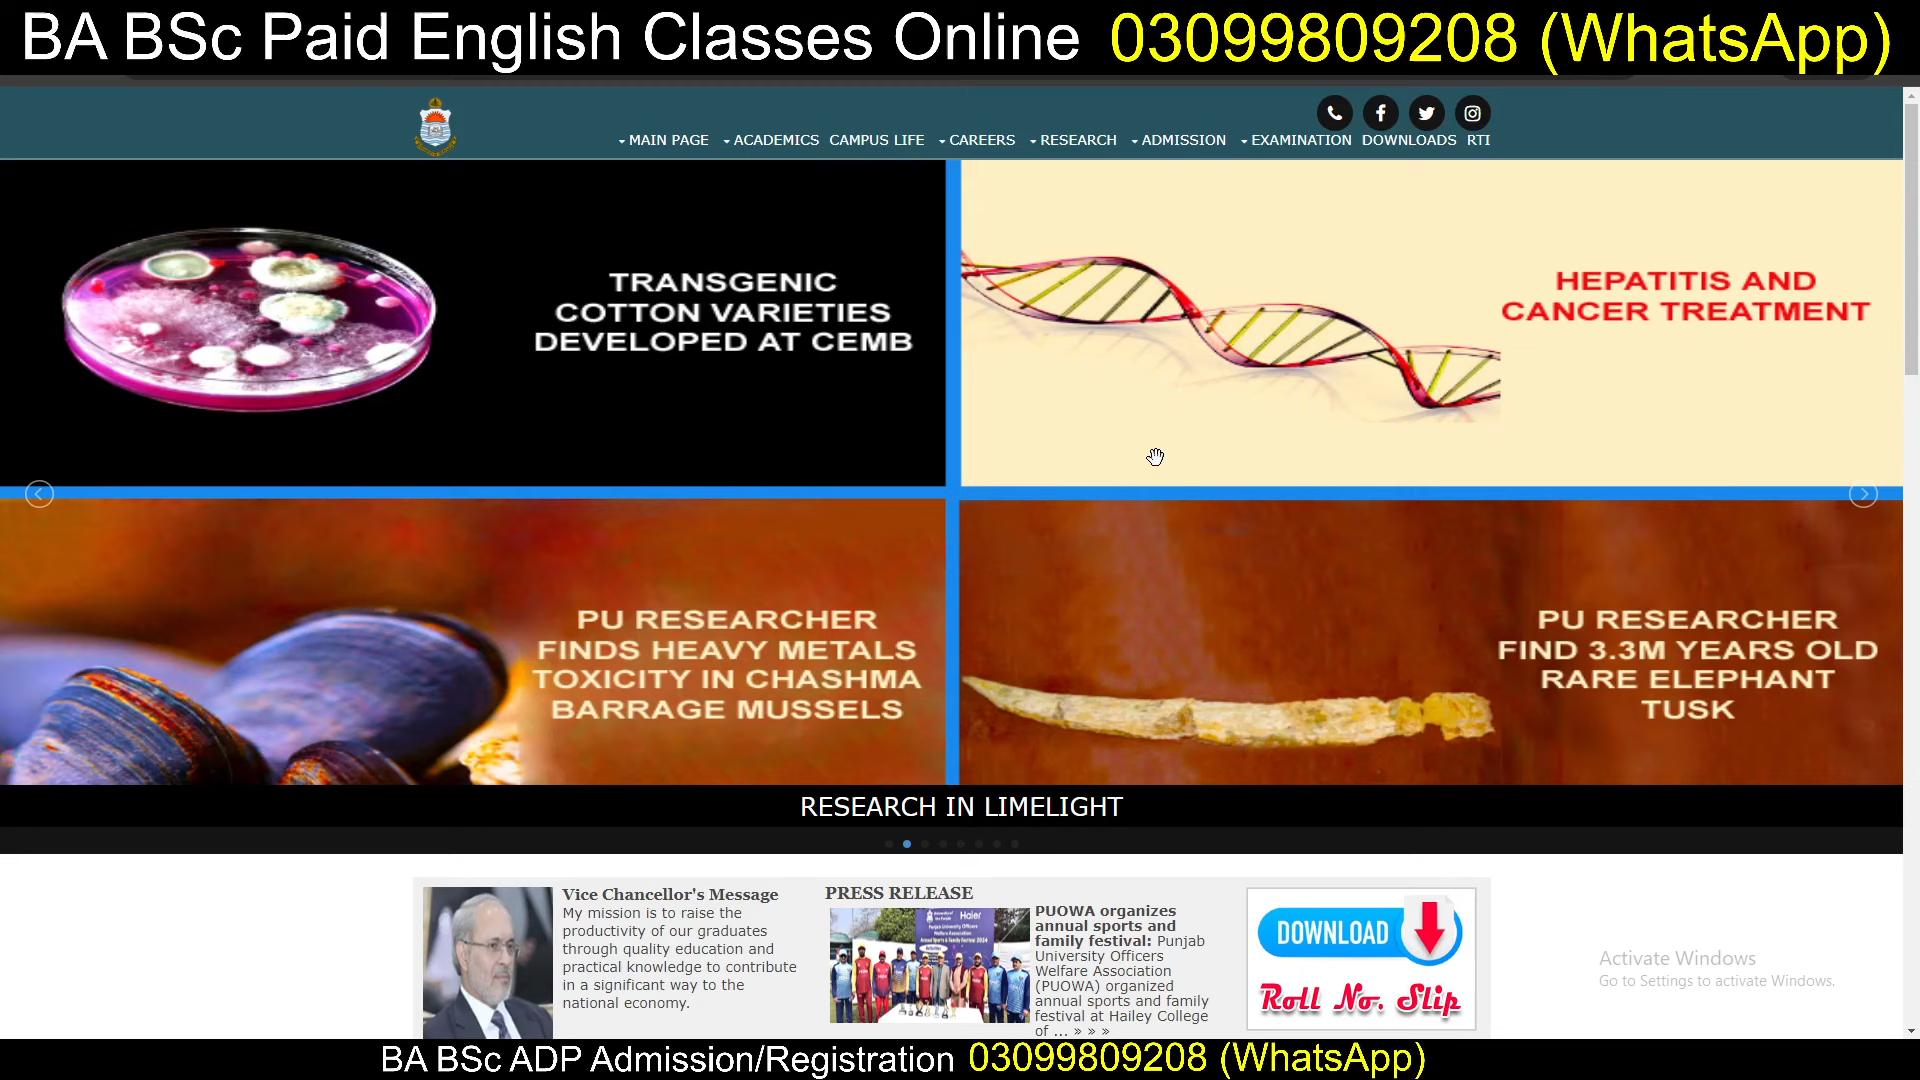 BA BSc Paid English Classes Online 03099809208 (WhatsApp)
MAIN PAGE ACADEMICS CAMPUS LIFE CAREERS RESEARCH ADMISSION EXAMINATION DOWNLOADS RTI
TRANSGENIC
COTTON VARIETIES
DEVELOPED AT CEMB
HEPATITIS AND
CANCER TREATMENT
PU RESEARCHER
FINDS HEAVY METALS
TOXICITY IN CHASHMA
BARRAGE MUSSELS
PU RESEARCHER
FIND 3.3M YEARS OLD
RARE ELEPHANT
TUSK
RESEARCH IN LIMELIGHT
Vice Chancellor's Message
My mission is to raise the
productivity of our graduates
through quality education and
practical knowledge to contribute
in a significant way to the
national economy.
PRESS RELEASE
Haier
PUOWA organizes
annual sports and
family festival: Punjab
University Officers
Welfare Association
(PUOWA) organized
annual sports and family
festival at Hailey College
of ... » » »
DOWNLOAD
Roll No. Slip
Activate Windows
Go to Settings to activate Windows.
BA BSc ADP Admission/Registration 03099809208 (WhatsApp)